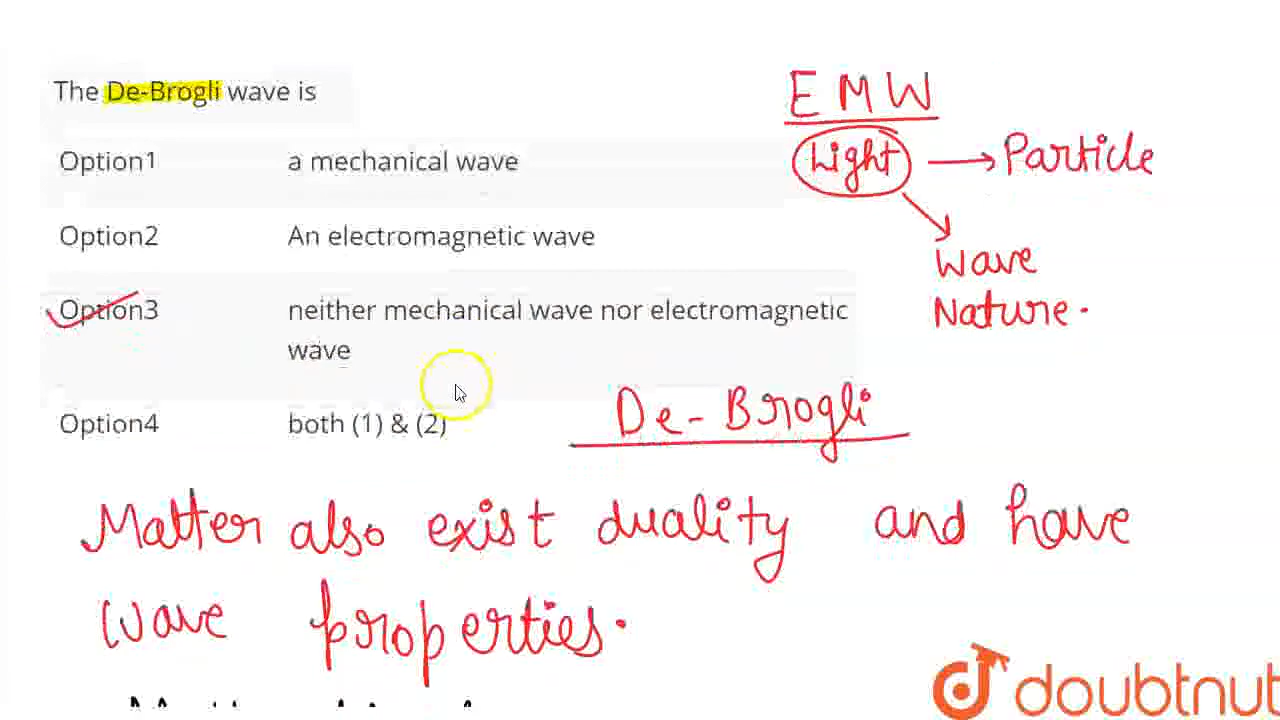 The De-Brogli wave is
Option1 a mechanical wave
Option2 An electromagnetic wave
Option3 neither mechanical wave nor electromagnetic
wave
Option4 both (1) & (2)
E M W
Light → Particle
Wave
Nature.
De-Brogli
Matter also exist duality and have
wave properties.
doubtnut